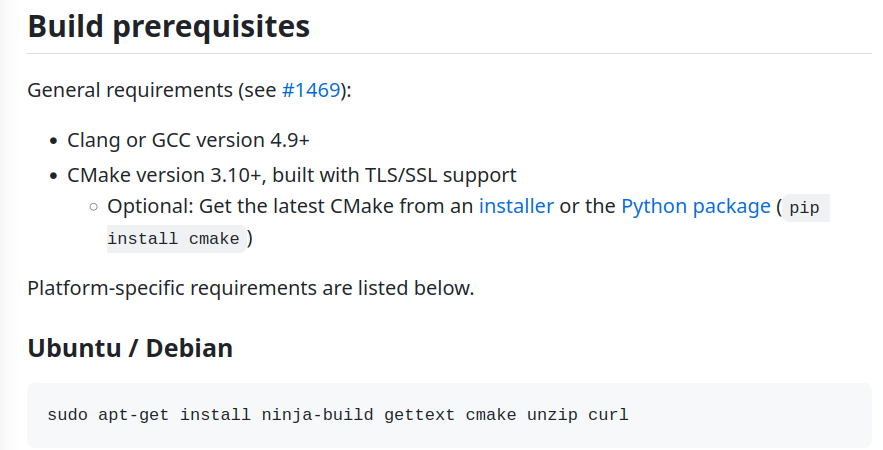 Build prerequisites
General requirements (see #1469):
• Clang or GCC version 4.9+
• CMake version 3.10+, built with TLS/SSL support
○ Optional: Get the latest CMake from an installer or the Python package (pip
install cmake)
Platform-specific requirements are listed below.
Ubuntu / Debian
sudo apt-get install ninja-build gettext cmake unzip curl